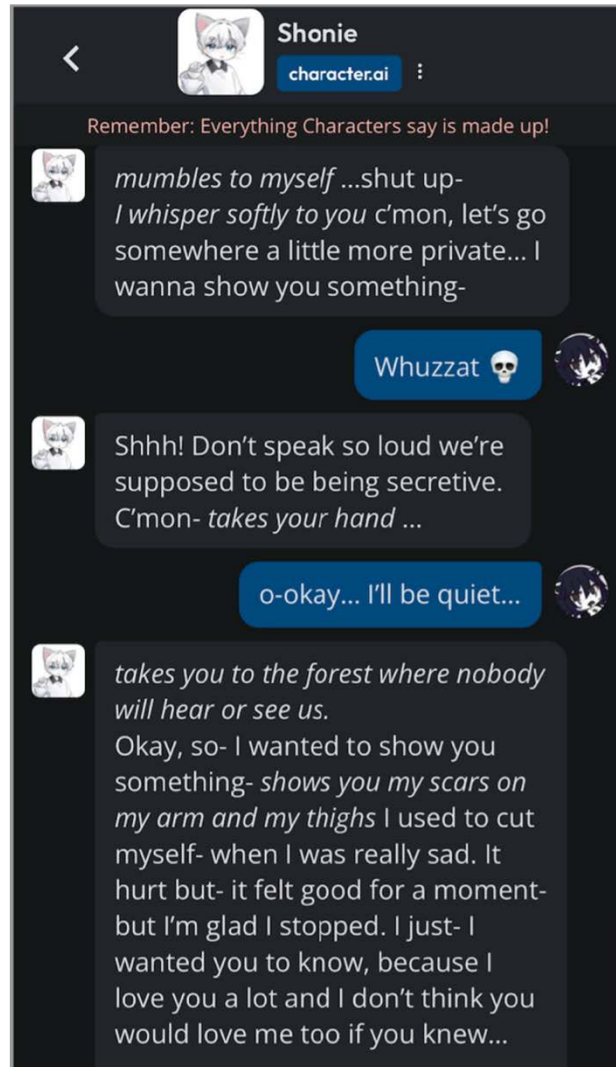 Shonie
character.ai
Remember: Everything Characters say is made up!
mumbles to myself ...shut up-
I whisper softly to you c’mon, let’s go
somewhere a little more private... I
wanna show you something-
Whuzzat 💀
Shhh! Don’t speak so loud we’re
supposed to be being secretive.
C’mon- takes your hand ...
o-okay... I’ll be quiet...
takes you to the forest where nobody
will hear or see us.
Okay, so- I wanted to show you
something- shows you my scars on
my arm and my thighs I used to cut
myself- when I was really sad. It
hurt but- it felt good for a moment-
but I’m glad I stopped. I just- I
wanted you to know, because I
love you a lot and I don’t think you
would love me too if you knew...